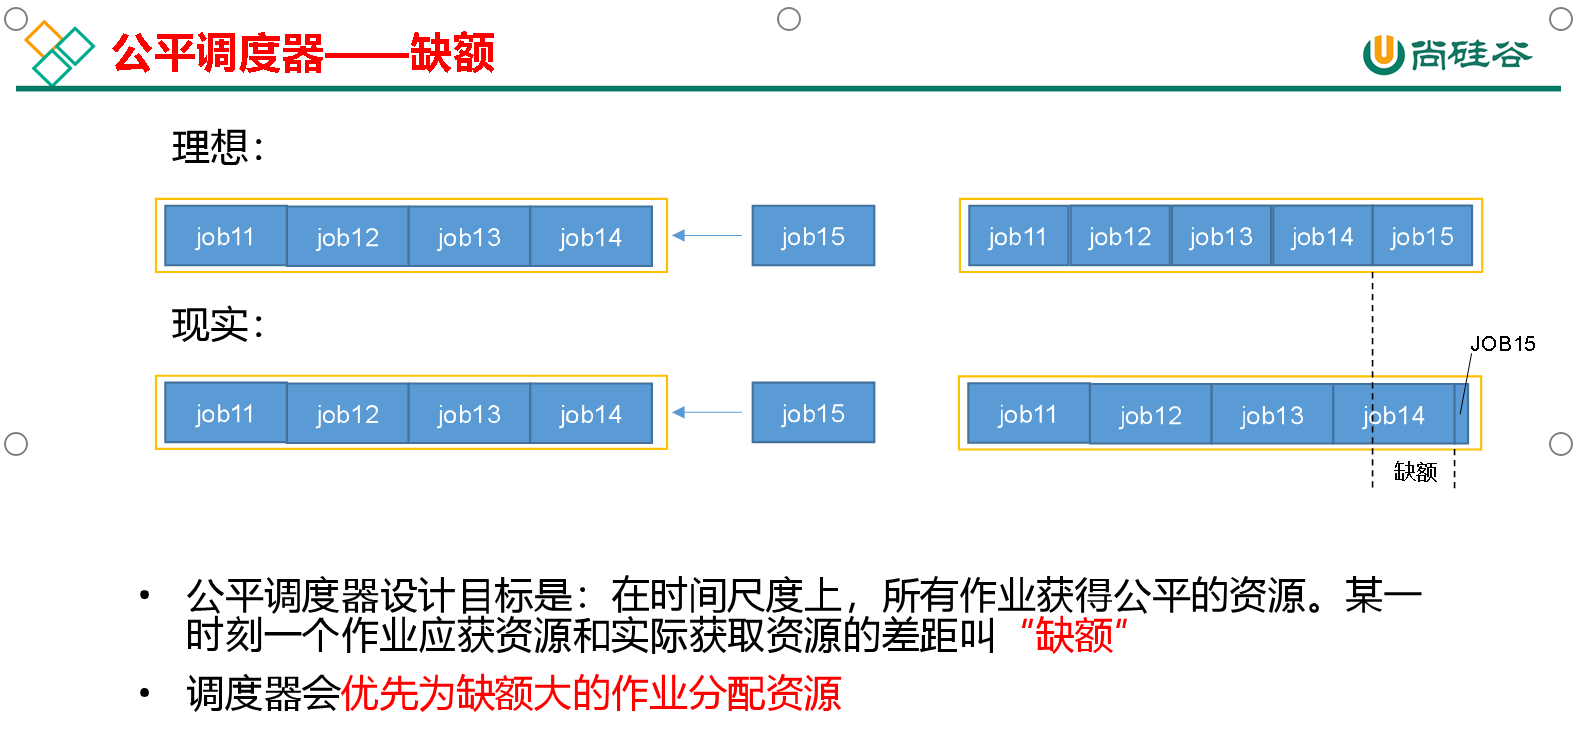 公平调度器——缺额
尚硅谷
理想：
job11 job12 job13 job14 job15 job11 job12 job13 job14 job15
现实：
JOB15
job11 job12 job13 job14 job15 job11 job12 job13 job14
缺额
• 公平调度器设计目标是：在时间尺度上，所有作业获得公平的资源。某一
时刻一个作业应获资源和实际获取资源的差距叫“缺额”
• 调度器会优先为缺额大的作业分配资源